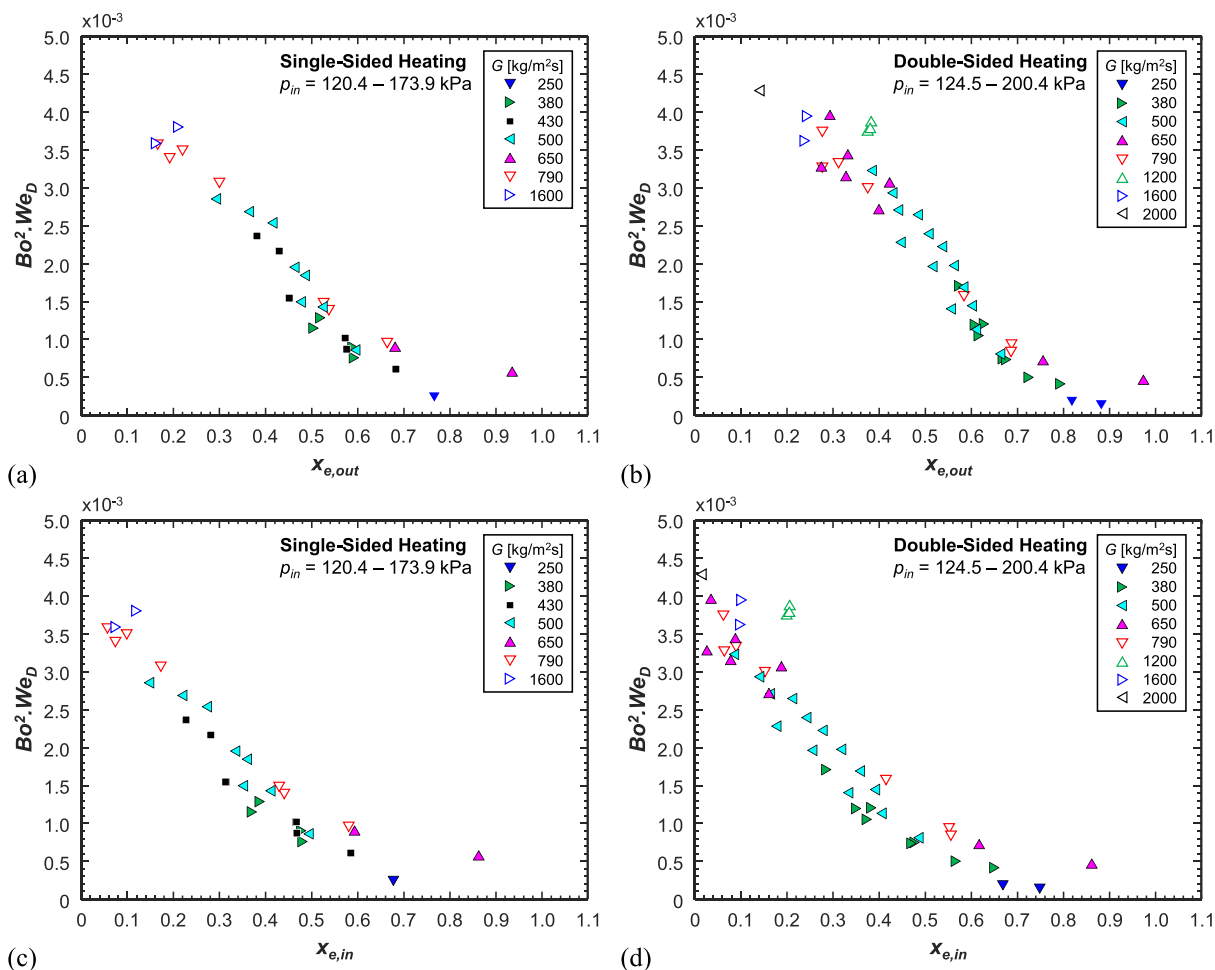 x10⁻³
5.0
4.5
4.0
3.5
3.0
2.5
2.0
1.5
1.0
0.5
0
Bo².We_D
Single-Sided Heating
p_in = 120.4 – 173.9 kPa
G [kg/m²s]
250
380
430
500
650
790
1600
0 0.1 0.2 0.3 0.4 0.5 0.6 0.7 0.8 0.9 1.0 1.1
(a)
x_e,out
x10⁻³
5.0
4.5
4.0
3.5
3.0
2.5
2.0
1.5
1.0
0.5
0
Bo².We_D
Double-Sided Heating
p_in = 124.5 – 200.4 kPa
G [kg/m²s]
250
380
500
650
790
1200
1600
2000
0 0.1 0.2 0.3 0.4 0.5 0.6 0.7 0.8 0.9 1.0 1.1
(b)
x_e,out
x10⁻³
5.0
4.5
4.0
3.5
3.0
2.5
2.0
1.5
1.0
0.5
0
Bo².We_D
Single-Sided Heating
p_in = 120.4 – 173.9 kPa
G [kg/m²s]
250
380
430
500
650
790
1600
0 0.1 0.2 0.3 0.4 0.5 0.6 0.7 0.8 0.9 1.0 1.1
(c)
x_e,in
x10⁻³
5.0
4.5
4.0
3.5
3.0
2.5
2.0
1.5
1.0
0.5
0
Bo².We_D
Double-Sided Heating
p_in = 124.5 – 200.4 kPa
G [kg/m²s]
250
380
500
650
790
1200
1600
2000
0 0.1 0.2 0.3 0.4 0.5 0.6 0.7 0.8 0.9 1.0 1.1
(d)
x_e,in